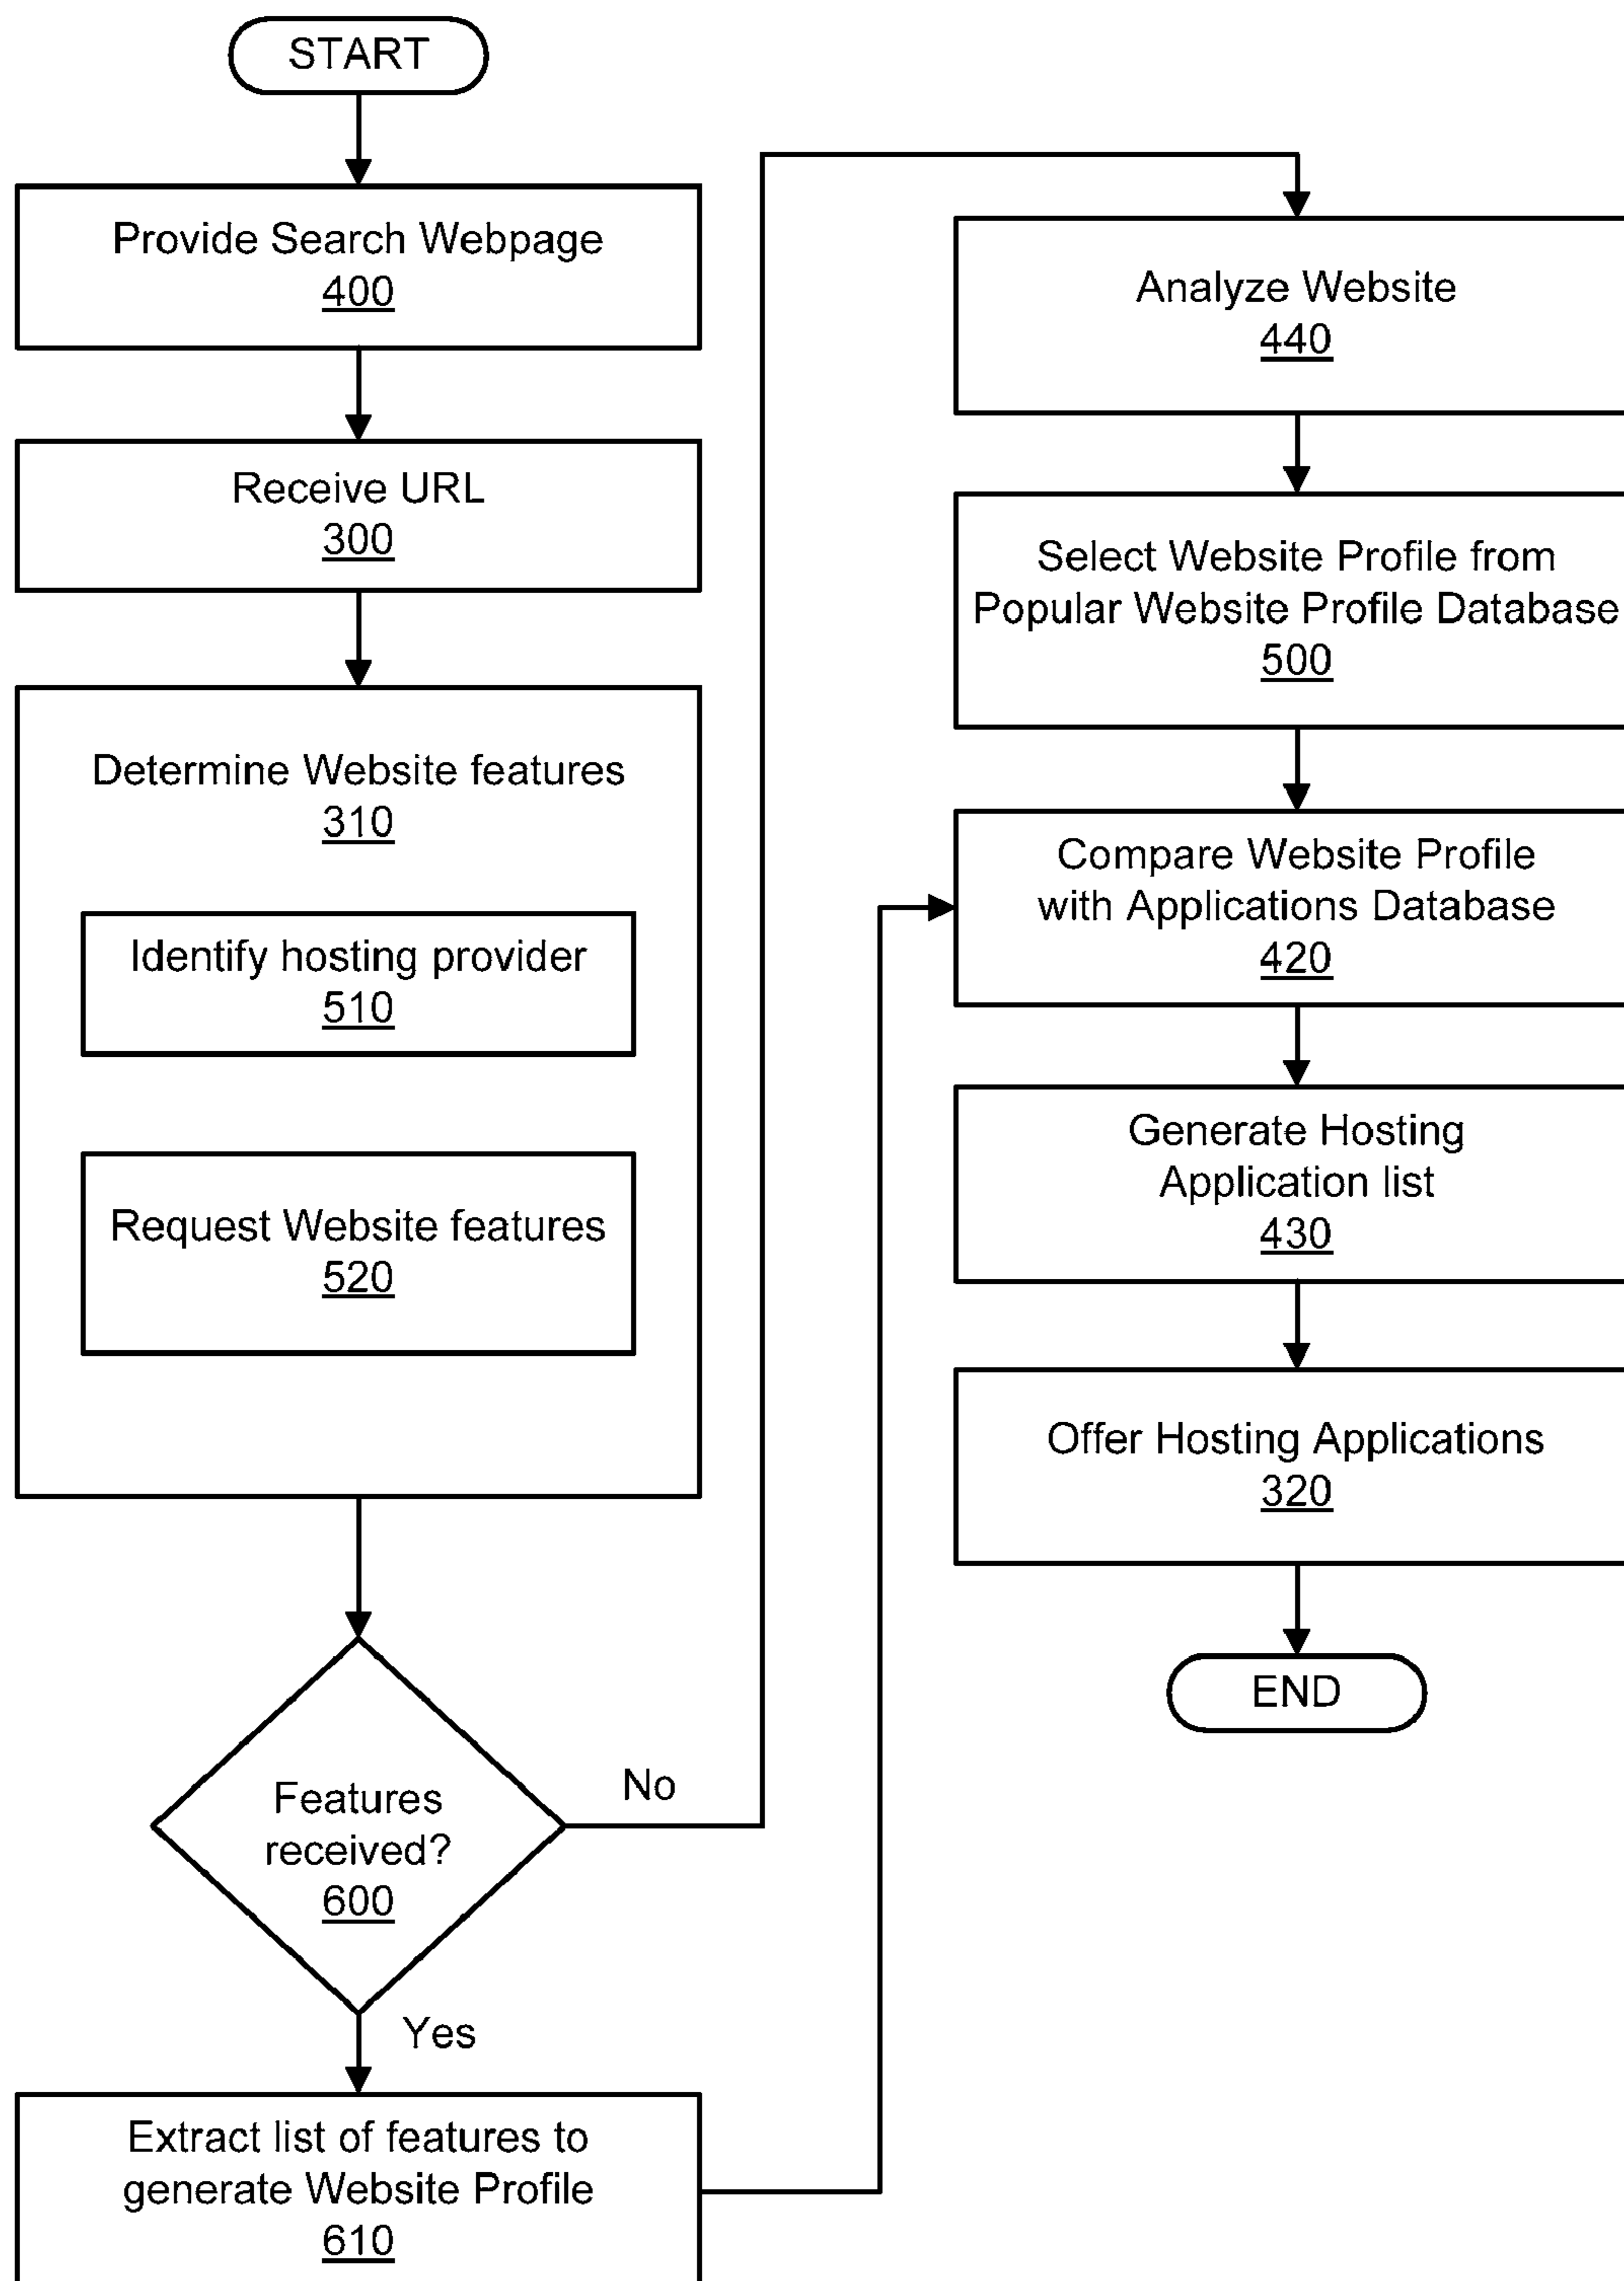 START
Provide Search Webpage
400
Receive URL
300
Determine Website features
310
Identify hosting provider
510
Request Website features
520
Features
received?
600
No
Yes
Extract list of features to
generate Website Profile
610
Analyze Website
440
Select Website Profile from
Popular Website Profile Database
500
Compare Website Profile
with Applications Database
420
Generate Hosting
Application list
430
Offer Hosting Applications
320
END